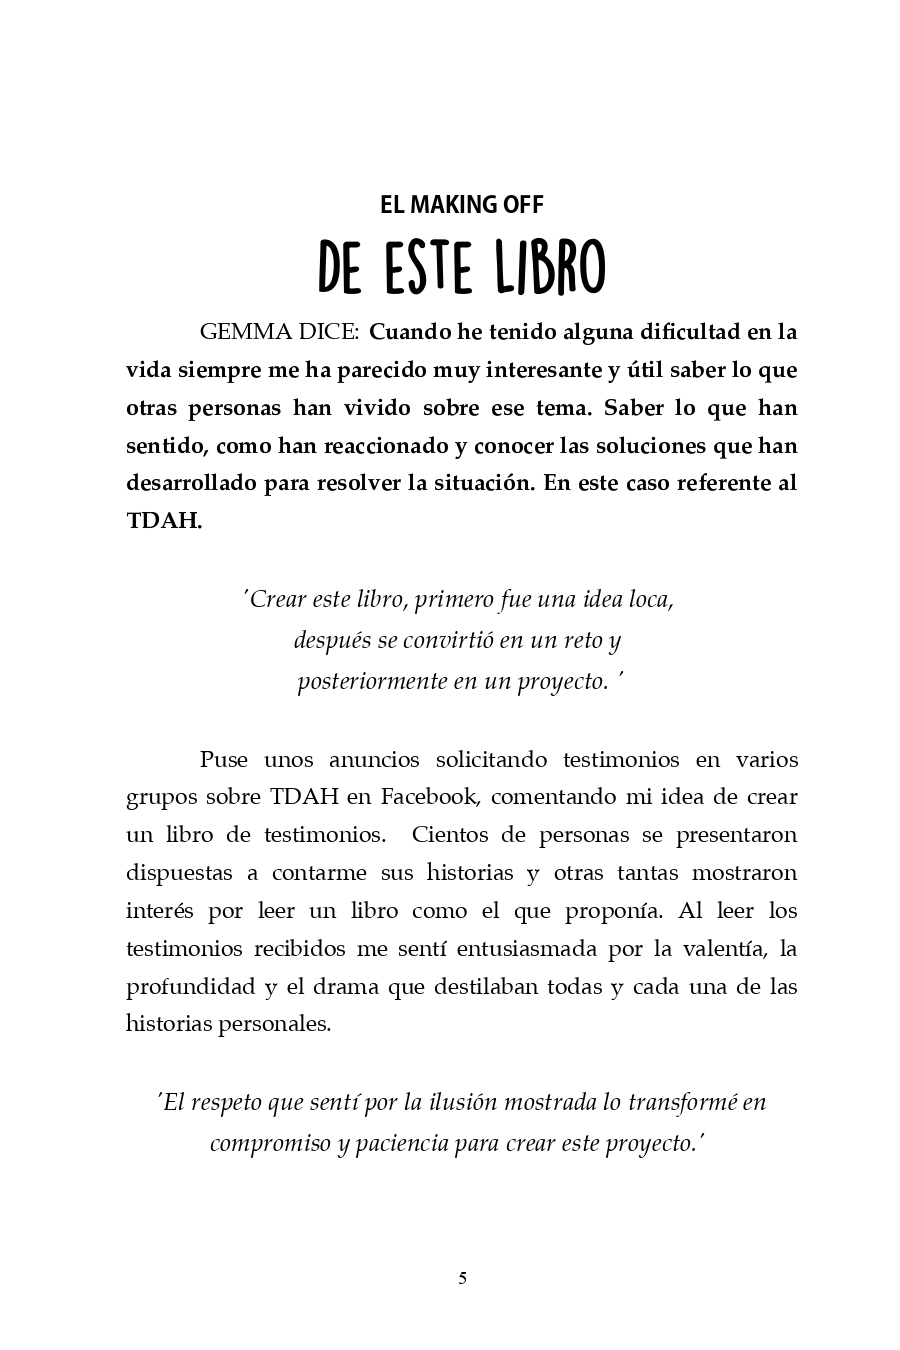 EL MAKING OFF
DE ESTE LIBRO
GEMMA DICE: Cuando he tenido alguna dificultad en la
vida siempre me ha parecido muy interesante y útil saber lo que
otras personas han vivido sobre ese tema. Saber lo que han
sentido, como han reaccionado y conocer las soluciones que han
desarrollado para resolver la situación. En este caso referente al
TDAH.
'Crear este libro, primero fue una idea loca,
después se convirtió en un reto y
posteriormente en un proyecto. '
Puse unos anuncios solicitando testimonios en varios
grupos sobre TDAH en Facebook, comentando mi idea de crear
un libro de testimonios. Cientos de personas se presentaron
dispuestas a contarme sus historias y otras tantas mostraron
interés por leer un libro como el que proponía. Al leer los
testimonios recibidos me sentí entusiasmada por la valentía, la
profundidad y el drama que destilaban todas y cada una de las
historias personales.
'El respeto que sentí por la ilusión mostrada lo transformé en
compromiso y paciencia para crear este proyecto.'
5